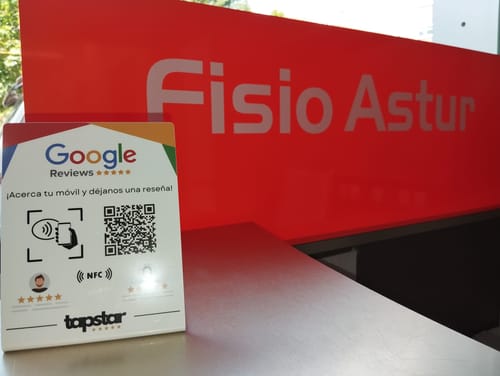 Fisio Astur
Google
Reviews
¡Acerca tu móvil y déjanos una reseña!
NFC
tapstar